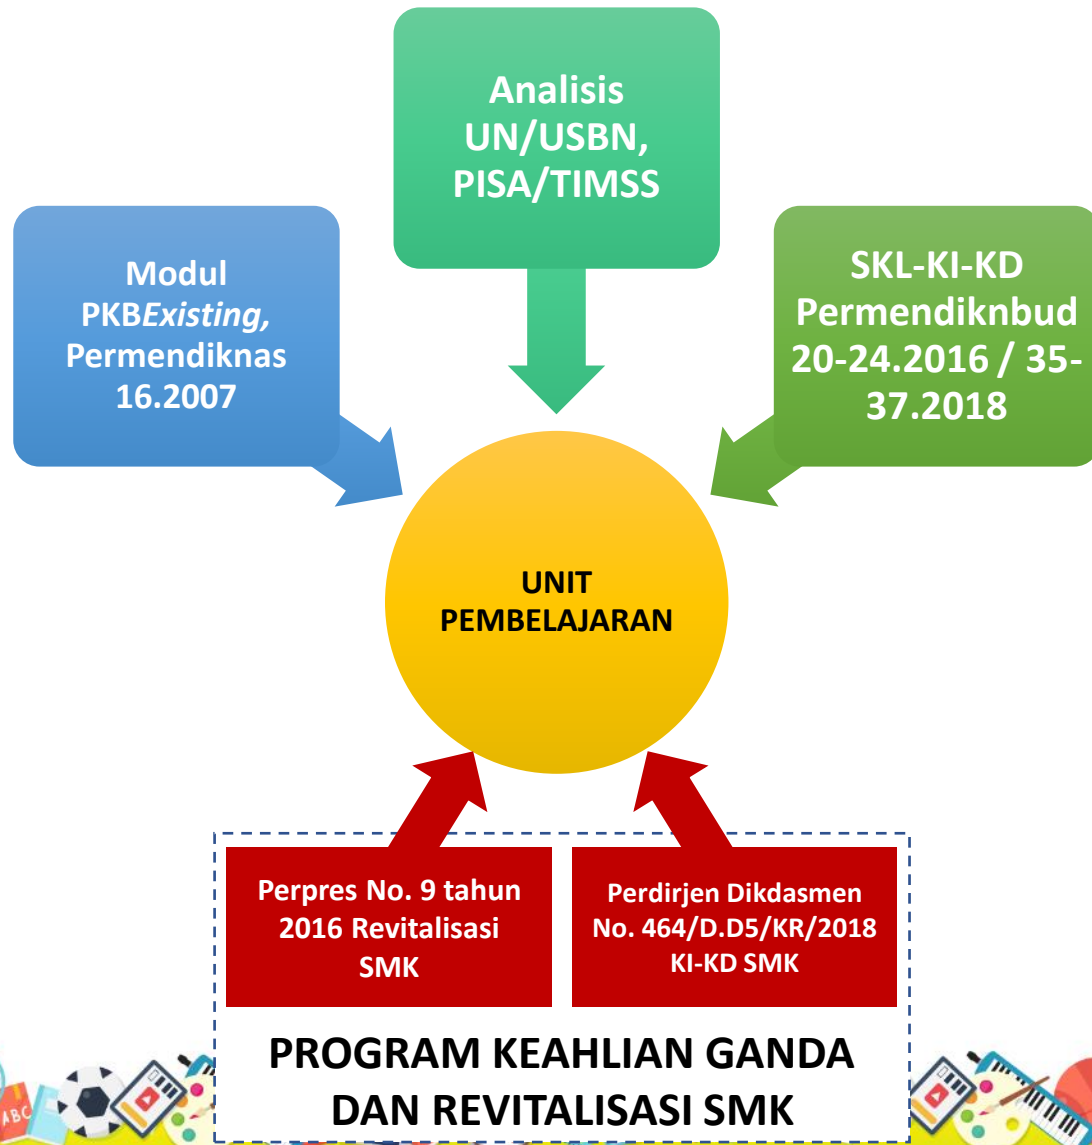 Analisis
UN/USBN,
PISA/TIMSS
Modul
PKBExisting,
Permendiknas
16.2007
SKL-KI-KD
Permendiknbud
20-24.2016 / 35-
37.2018
UNIT
PEMBELAJARAN
Perpres No. 9 tahun
2016 Revitalisasi
SMK
Perdirjen Dikdasmen
No. 464/D.D5/KR/2018
KI-KD SMK
PROGRAM KEAHLIAN GANDA
DAN REVITALISASI SMK
ABC